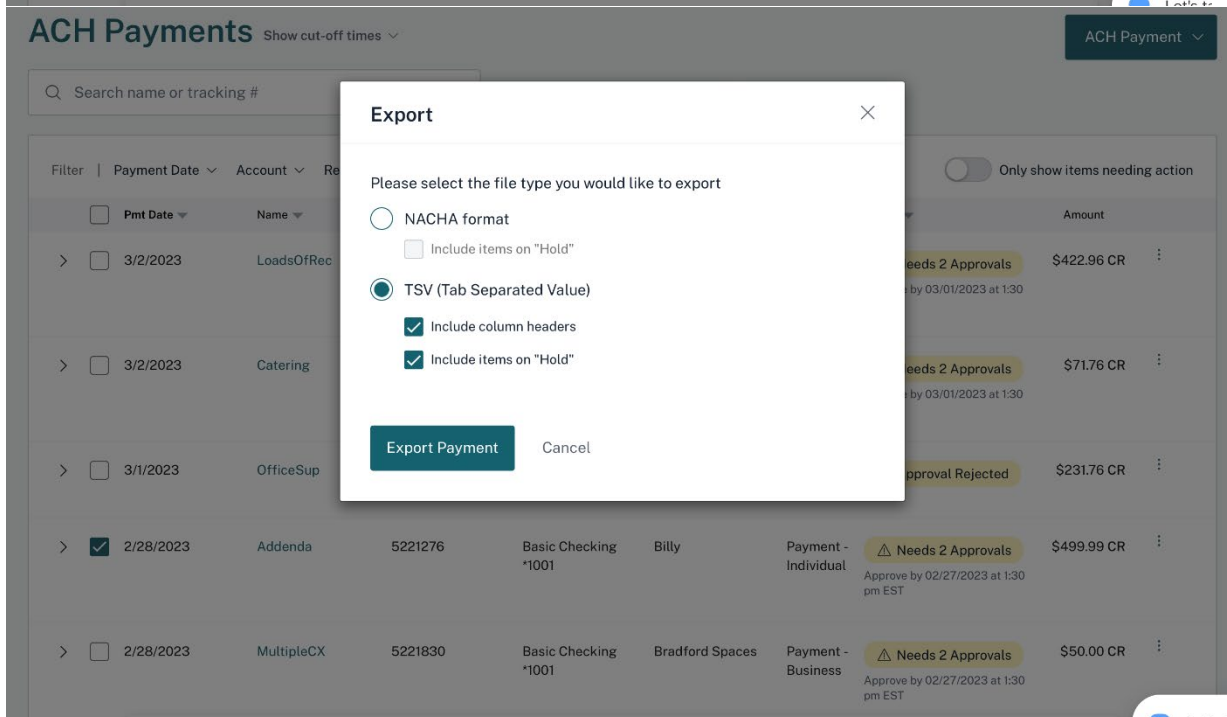 ACH Payments Show cut-off times
ACH Payment
Search name or tracking #
Export
Filter | Payment Date Account Re
Only show items needing action
Please select the file type you would like to export
Pmt Date Name Amount
NACHA format
Include items on "Hold"
3/2/2023 LoadsOfRec eeds 2 Approvals $422.96 CR
by 03/01/2023 at 1:30
TSV (Tab Separated Value)
Include column headers
Include items on "Hold"
3/2/2023 Catering eeds 2 Approvals $71.76 CR
by 03/01/2023 at 1:30
Export Payment Cancel
3/1/2023 OfficeSup pproval Rejected $231.76 CR
2/28/2023 Addenda 5221276 Basic Checking Billy Payment - Needs 2 Approvals $499.99 CR
*1001 Individual Approve by 02/27/2023 at 1:30
pm EST
2/28/2023 MultipleCX 5221830 Basic Checking Bradford Spaces Payment - Needs 2 Approvals $50.00 CR
*1001 Business Approve by 02/27/2023 at 1:30
pm EST